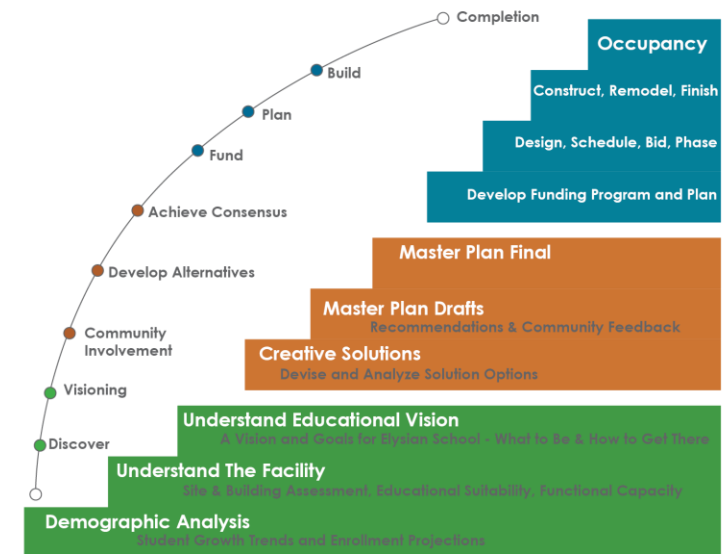 Completion
Build
Plan
Fund
Achieve Consensus
Develop Alternatives
Community
Involvement
Visioning
Discover
Occupancy
Construct, Remodel, Finish
Design, Schedule, Bid, Phase
Develop Funding Program and Plan
Master Plan Final
Master Plan Drafts
Recommendations & Community Feedback
Creative Solutions
Devise and Analyze Solution Options
Understand Educational Vision
A Vision and Goals for Elysian School - What to Be & How to Get There
Understand The Facility
Site & Building Assessment, Educational Suitability, Functional Capacity
Demographic Analysis
Student Growth Trends and Enrollment Projections